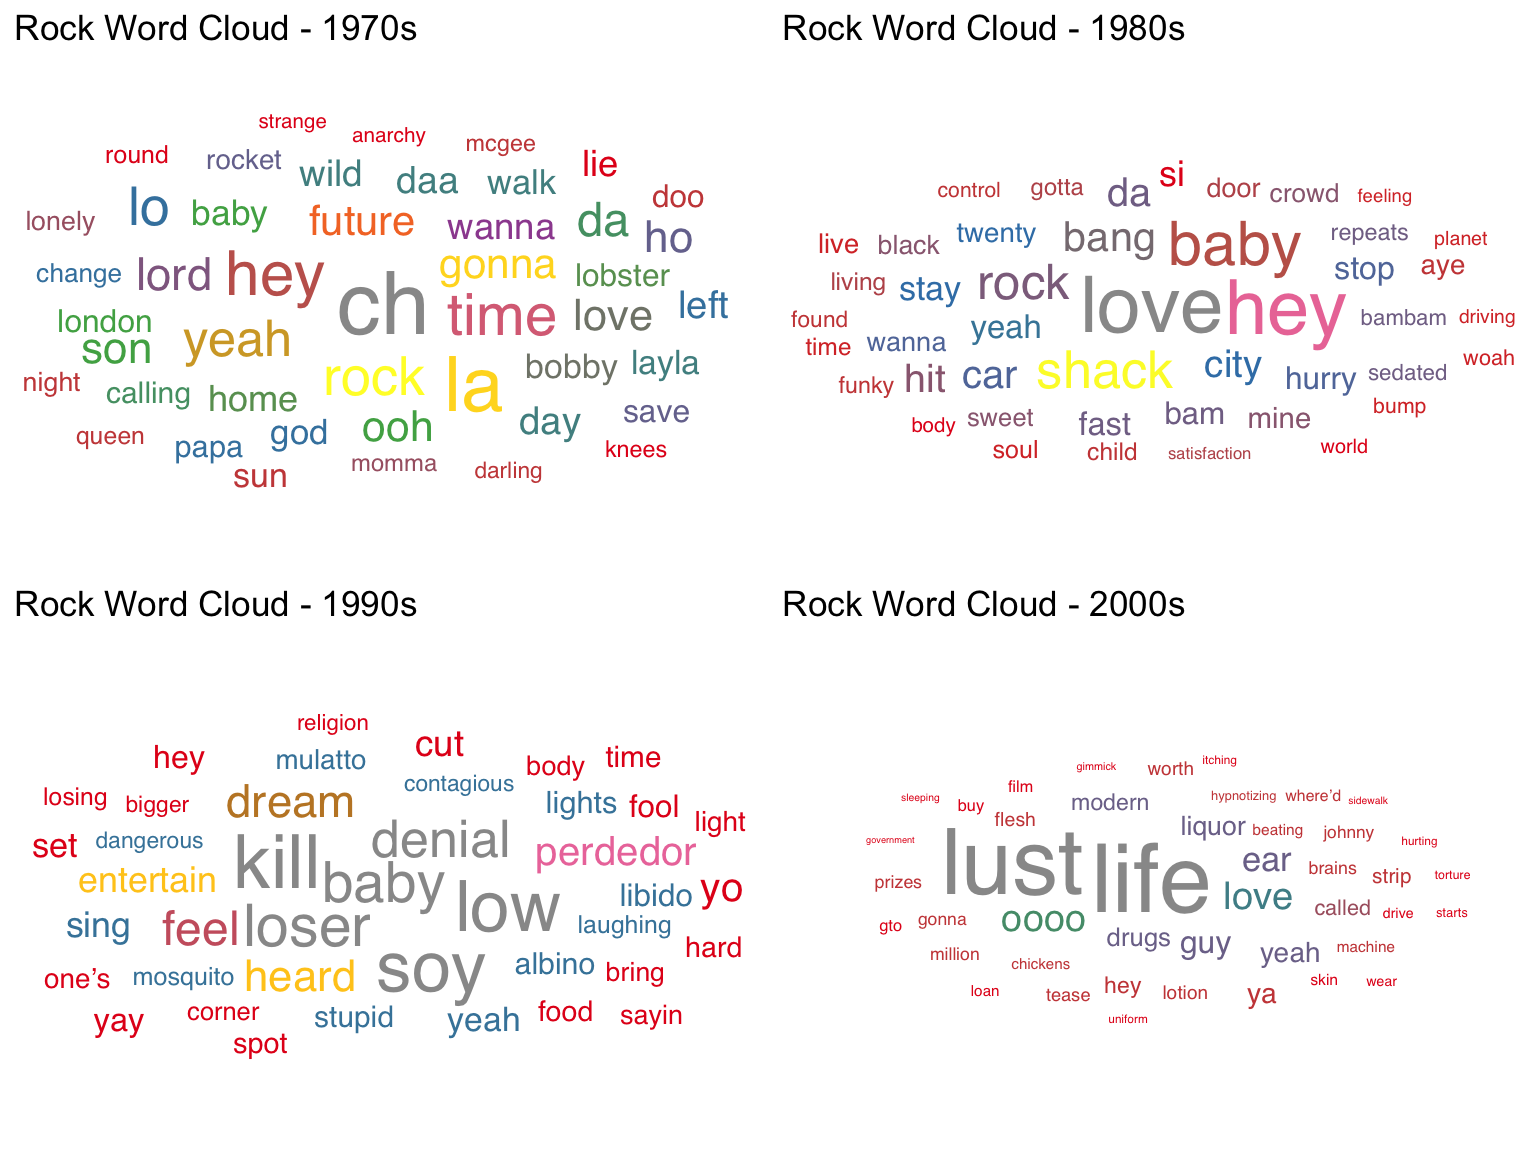 Rock Word Cloud - 1970s
strange
anarchy
mcgee
round
rocket
wild
daa
walk
lie
doo
lonely
lo
baby
future
wanna
da
ho
change
lord
hey
ch
gonna
time
lobster
love
left
london
son
yeah
rock
la
bobby
layla
night
calling
home
ooh
day
save
queen
papa
god
momma
darling
knees
sun
Rock Word Cloud - 1980s
control
gotta
da
si
door
crowd
feeling
live
black
twenty
bang
baby
repeats
planet
stop
aye
living
stay
rock
love
hey
bambam
driving
found
time
wanna
yeah
shack
city
hurry
sedated
woah
funky
hit
car
body
sweet
fast
bam
mine
bump
soul
child
satisfaction
world
Rock Word Cloud - 1990s
religion
hey
mulatto
cut
body
time
contagious
losing
bigger
dream
lights
fool
light
set
dangerous
kill
denial
perdedor
entertain
baby
low
libido
yo
sing
feel
loser
laughing
hard
one's
mosquito
heard
soy
albino
bring
yay
corner
stupid
yeah
food
sayin
spot
Rock Word Cloud - 2000s
gimmick
worth
itching
film
sleeping
buy
modern
hypnotizing
where'd
sidewalk
flesh
liquor
beating
johnny
government
lust
life
ear
hurting
brains
strip
torture
prizes
love
called
drive
starts
gto
gonna
oooo
drugs
guy
yeah
machine
million
chickens
loan
tease
hey
lotion
ya
skin
wear
uniform